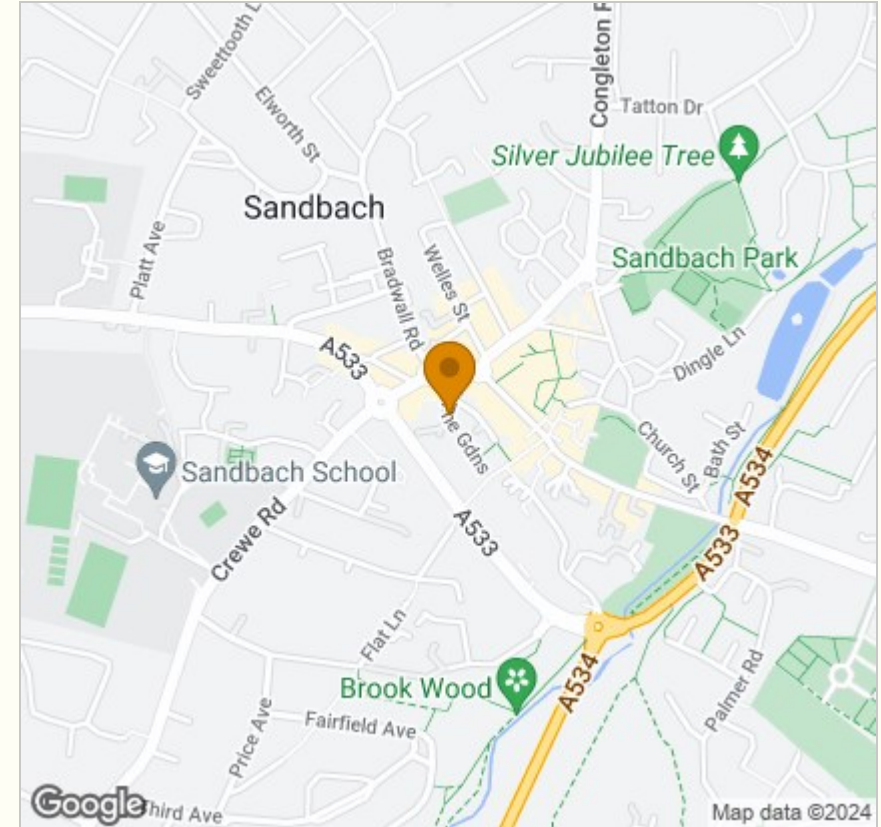 Sweettooth L
Elworth St
Congleton R
Tatton Dr
Silver Jubilee Tree
Sandbach
Platt Ave
Bradwall Rd
Welles St
Sandbach Park
A533
Dingle Ln
The Gdns
Church St
Bath St
A534
Sandbach School
Crewe Rd
A533
A533
Flat Ln
Brook Wood
A534
Palmer Rd
Price Ave
Fairfield Ave
Google
Third Ave
Map data ©2024